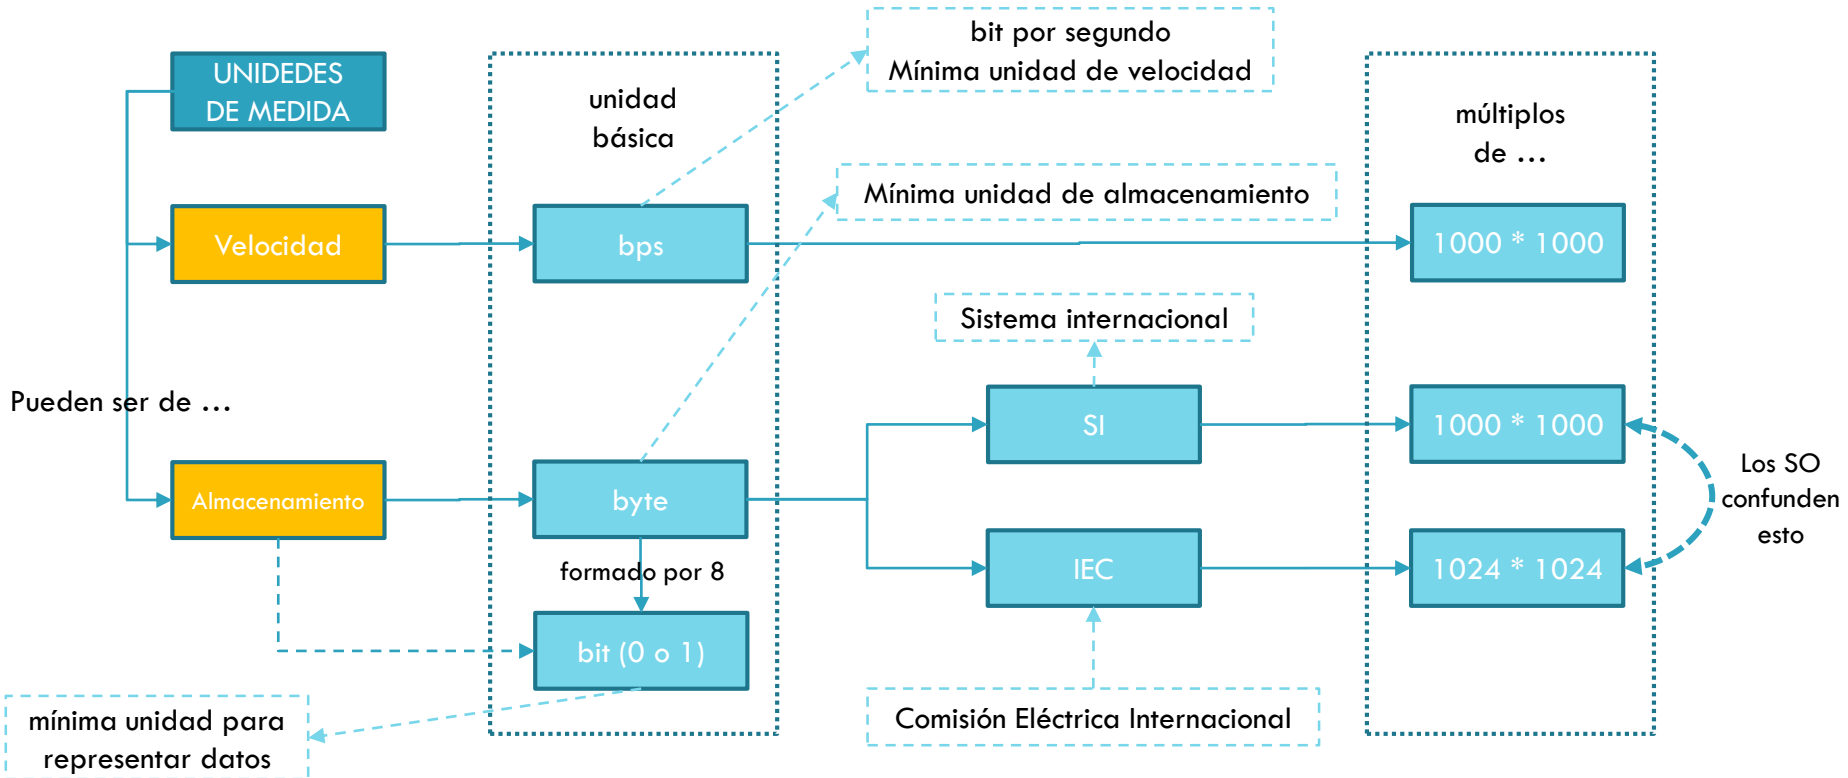 UNIDEDES
DE MEDIDA
unidad
básica
bit por segundo
Mínima unidad de velocidad
múltiplos
de ...
Mínima unidad de almacenamiento
Velocidad
bps
1000 * 1000
Sistema internacional
Pueden ser de ...
SI
1000 * 1000
Los SO
confunden
esto
Almacenamiento
byte
formado por 8
IEC
1024 * 1024
bit (0 o 1)
mínima unidad para
representar datos
Comisión Eléctrica Internacional